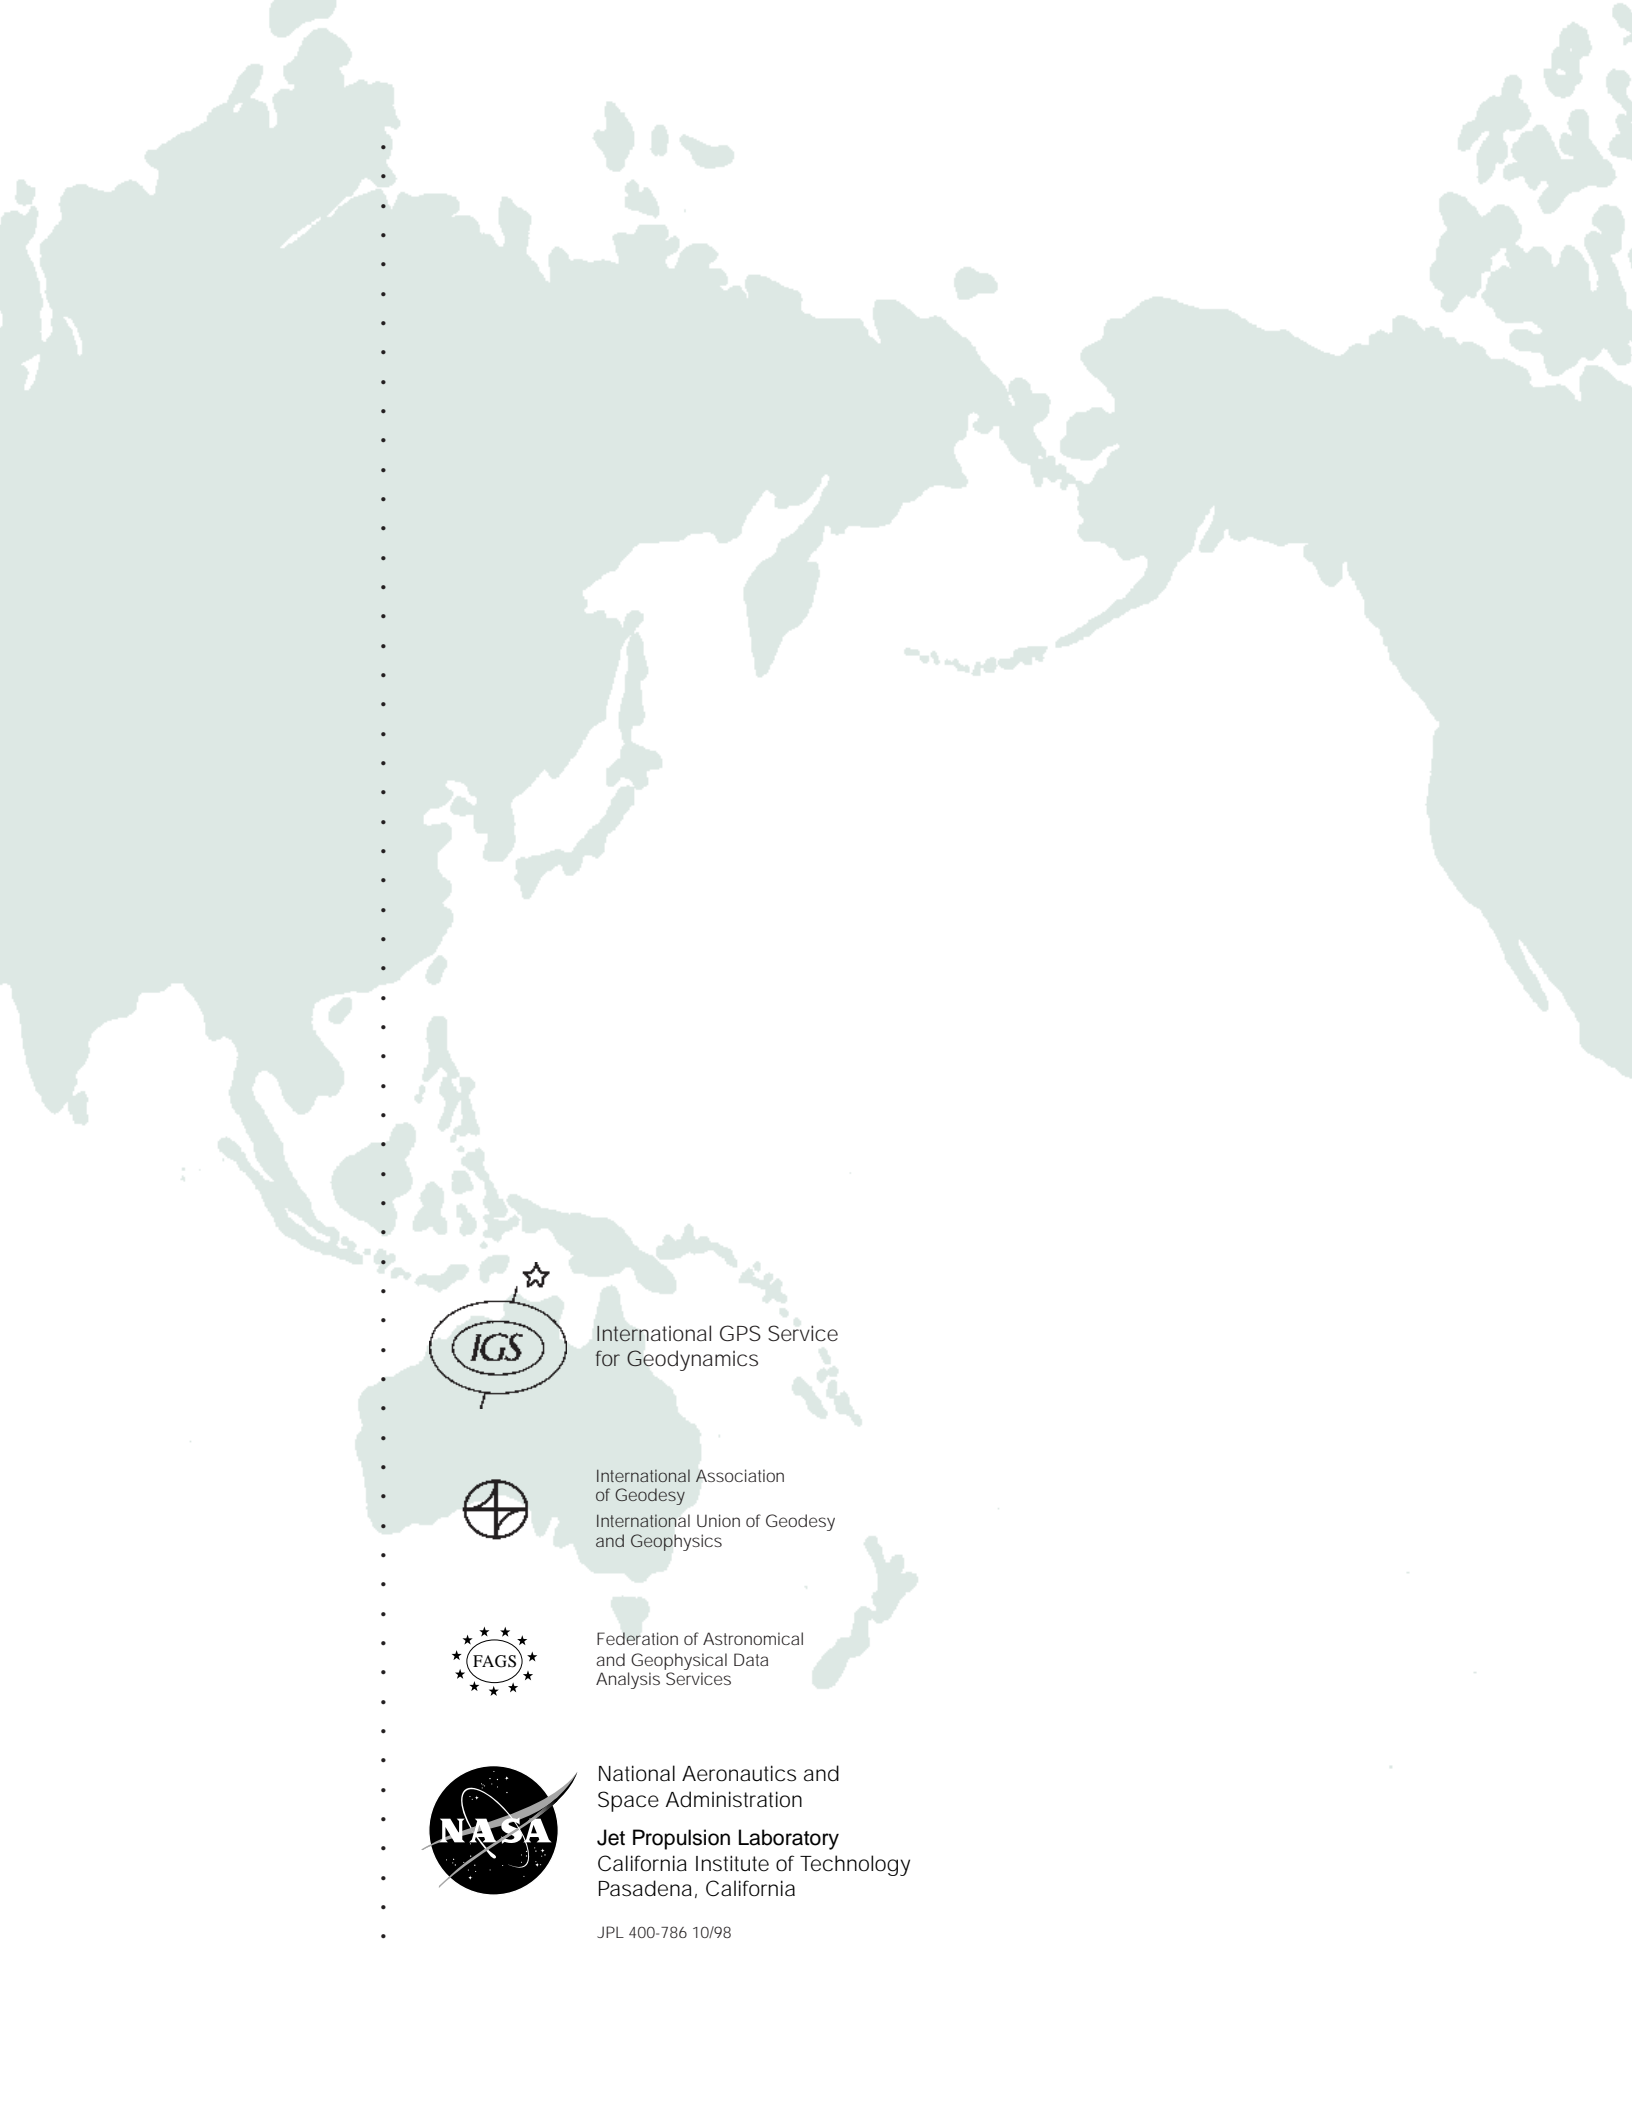 IGS
International GPS Service
for Geodynamics
International Association
of Geodesy
International Union of Geodesy
and Geophysics
FAGS
Federation of Astronomical
and Geophysical Data
Analysis Services
NASA
National Aeronautics and
Space Administration
Jet Propulsion Laboratory
California Institute of Technology
Pasadena, California
JPL 400-786 10/98